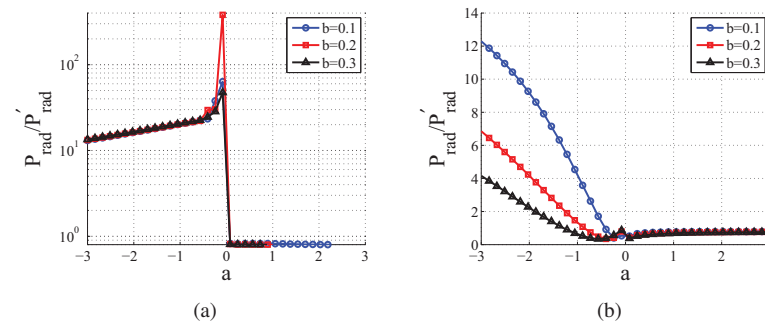 b=0.1
b=0.2
b=0.3
10²
10¹
10⁰
P_rad/P'_rad
−3 −2 −1 0 1 2 3
a
(a)
b=0.1
b=0.2
b=0.3
14
12
10
8
6
4
2
0
P_rad/P'_rad
−3 −2 −1 0 1 2
a
(b)